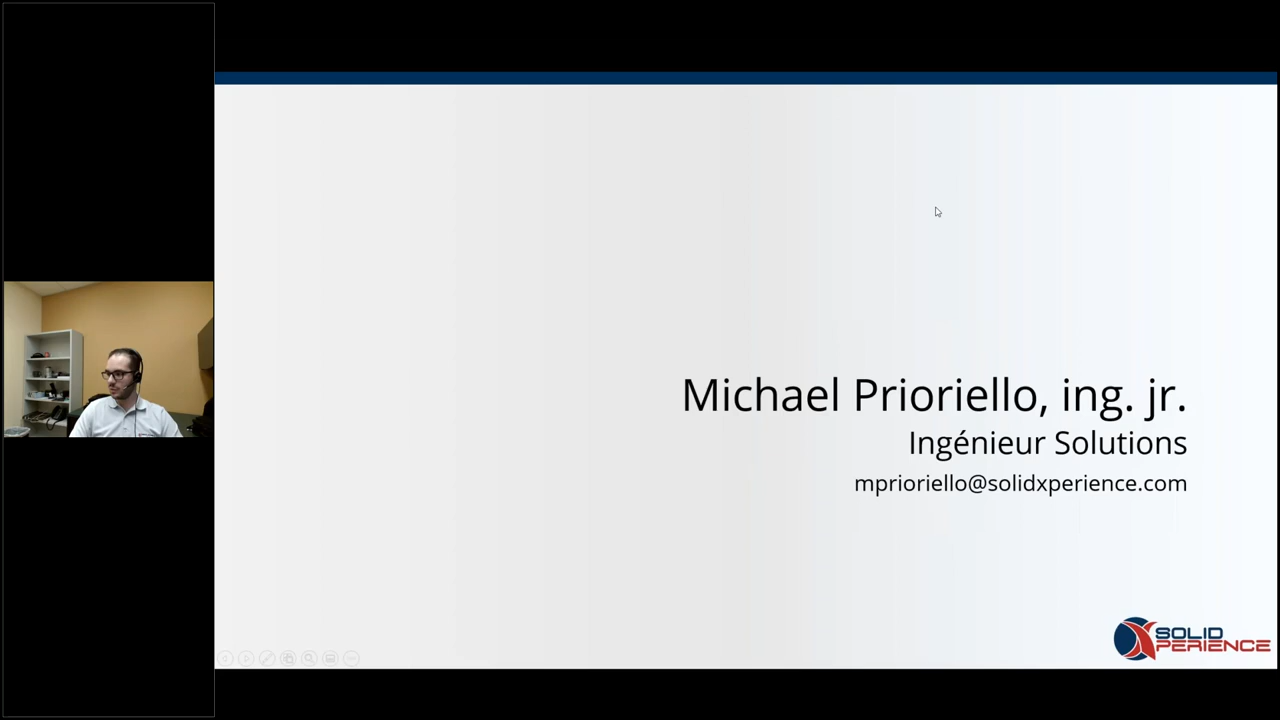 Michael Prioriello, ing. jr.
Ingénieur Solutions
mprioriello@solidxperience.com
SOLID
XPERIENCE